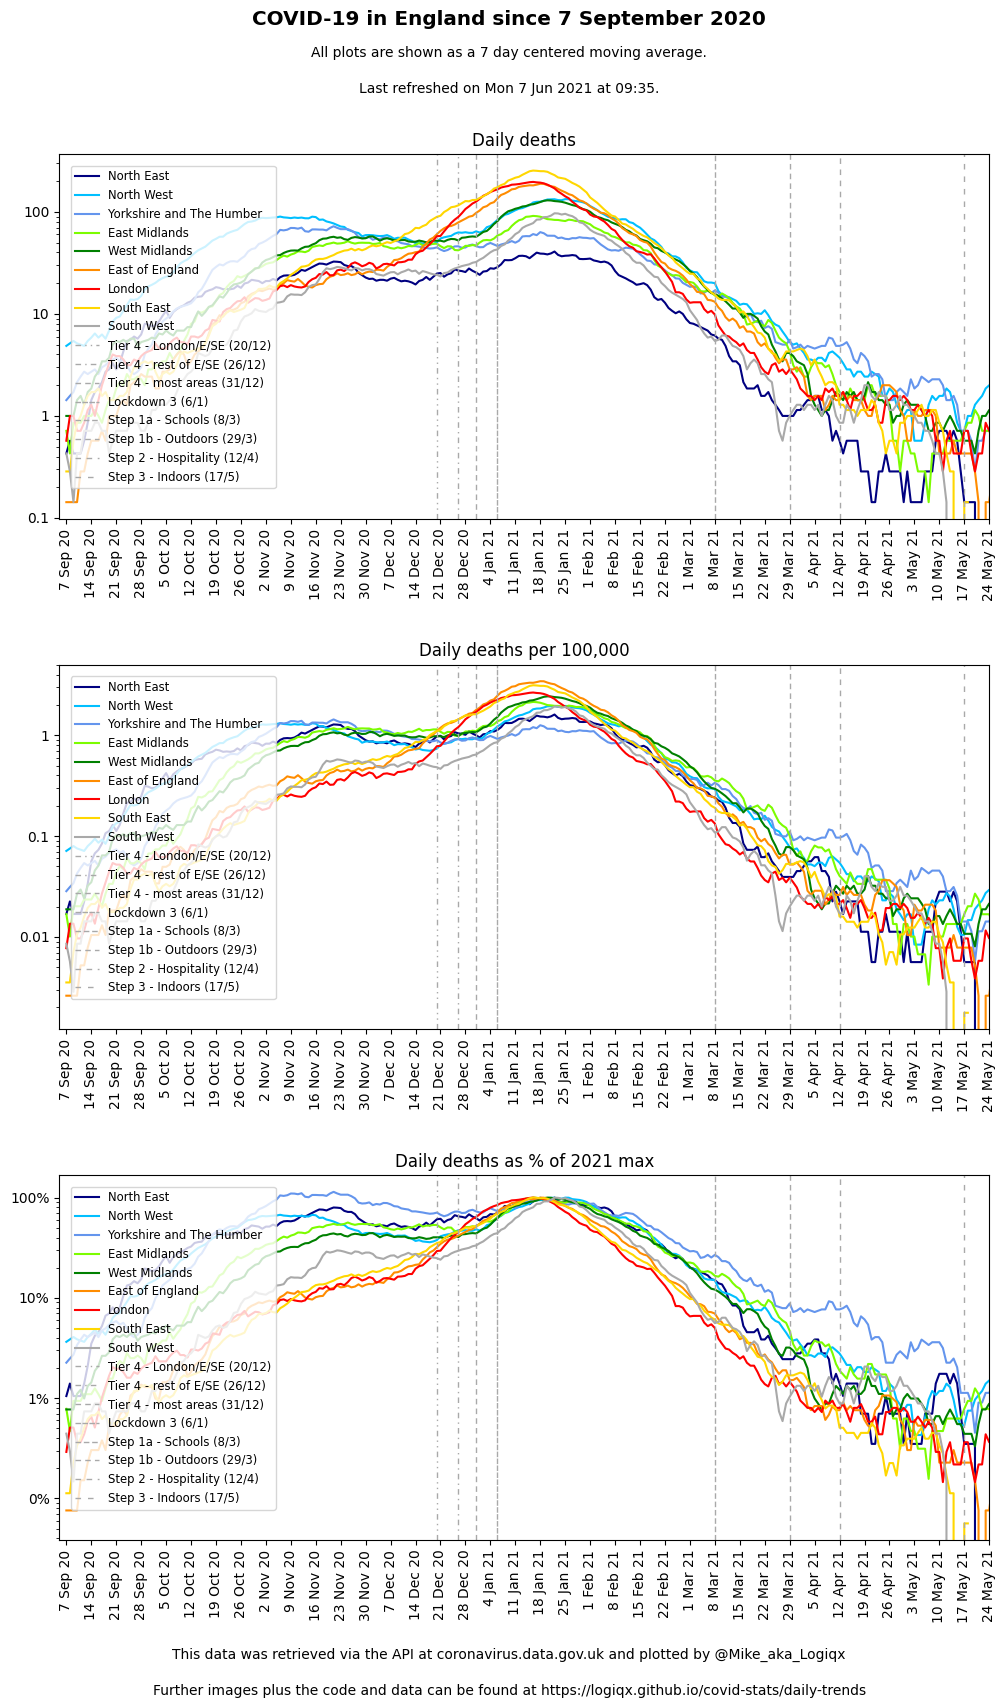 COVID-19 in England since 7 September 2020
All plots are shown as a 7 day centered moving average.
Last refreshed on Mon 7 Jun 2021 at 09:35.
Daily deaths
100
10
1
0.1
North East
North West
Yorkshire and The Humber
East Midlands
West Midlands
East of England
London
South East
South West
Tier 4 - London/E/SE (20/12)
Tier 4 - rest of E/SE (26/12)
Tier 4 - most areas (31/12)
Lockdown 3 (6/1)
Step 1a - Schools (8/3)
Step 1b - Outdoors (29/3)
Step 2 - Hospitality (12/4)
Step 3 - Indoors (17/5)
7 Sep 20
14 Sep 20
21 Sep 20
28 Sep 20
5 Oct 20
12 Oct 20
19 Oct 20
26 Oct 20
2 Nov 20
9 Nov 20
16 Nov 20
23 Nov 20
30 Nov 20
7 Dec 20
14 Dec 20
21 Dec 20
28 Dec 20
4 Jan 21
11 Jan 21
18 Jan 21
25 Jan 21
1 Feb 21
8 Feb 21
15 Feb 21
22 Feb 21
1 Mar 21
8 Mar 21
15 Mar 21
22 Mar 21
29 Mar 21
5 Apr 21
12 Apr 21
19 Apr 21
26 Apr 21
3 May 21
10 May 21
17 May 21
24 May 21
Daily deaths per 100,000
1
0.1
0.01
North East
North West
Yorkshire and The Humber
East Midlands
West Midlands
East of England
London
South East
South West
Tier 4 - London/E/SE (20/12)
Tier 4 - rest of E/SE (26/12)
Tier 4 - most areas (31/12)
Lockdown 3 (6/1)
Step 1a - Schools (8/3)
Step 1b - Outdoors (29/3)
Step 2 - Hospitality (12/4)
Step 3 - Indoors (17/5)
7 Sep 20
14 Sep 20
21 Sep 20
28 Sep 20
5 Oct 20
12 Oct 20
19 Oct 20
26 Oct 20
2 Nov 20
9 Nov 20
16 Nov 20
23 Nov 20
30 Nov 20
7 Dec 20
14 Dec 20
21 Dec 20
28 Dec 20
4 Jan 21
11 Jan 21
18 Jan 21
25 Jan 21
1 Feb 21
8 Feb 21
15 Feb 21
22 Feb 21
1 Mar 21
8 Mar 21
15 Mar 21
22 Mar 21
29 Mar 21
5 Apr 21
12 Apr 21
19 Apr 21
26 Apr 21
3 May 21
10 May 21
17 May 21
24 May 21
Daily deaths as % of 2021 max
100%
10%
1%
0%
North East
North West
Yorkshire and The Humber
East Midlands
West Midlands
East of England
London
South East
South West
Tier 4 - London/E/SE (20/12)
Tier 4 - rest of E/SE (26/12)
Tier 4 - most areas (31/12)
Lockdown 3 (6/1)
Step 1a - Schools (8/3)
Step 1b - Outdoors (29/3)
Step 2 - Hospitality (12/4)
Step 3 - Indoors (17/5)
7 Sep 20
14 Sep 20
21 Sep 20
28 Sep 20
5 Oct 20
12 Oct 20
19 Oct 20
26 Oct 20
2 Nov 20
9 Nov 20
16 Nov 20
23 Nov 20
30 Nov 20
7 Dec 20
14 Dec 20
21 Dec 20
28 Dec 20
4 Jan 21
11 Jan 21
18 Jan 21
25 Jan 21
1 Feb 21
8 Feb 21
15 Feb 21
22 Feb 21
1 Mar 21
8 Mar 21
15 Mar 21
22 Mar 21
29 Mar 21
5 Apr 21
12 Apr 21
19 Apr 21
26 Apr 21
3 May 21
10 May 21
17 May 21
24 May 21
This data was retrieved via the API at coronavirus.data.gov.uk and plotted by @Mike_aka_Logiqx
Further images plus the code and data can be found at https://logiqx.github.io/covid-stats/daily-trends